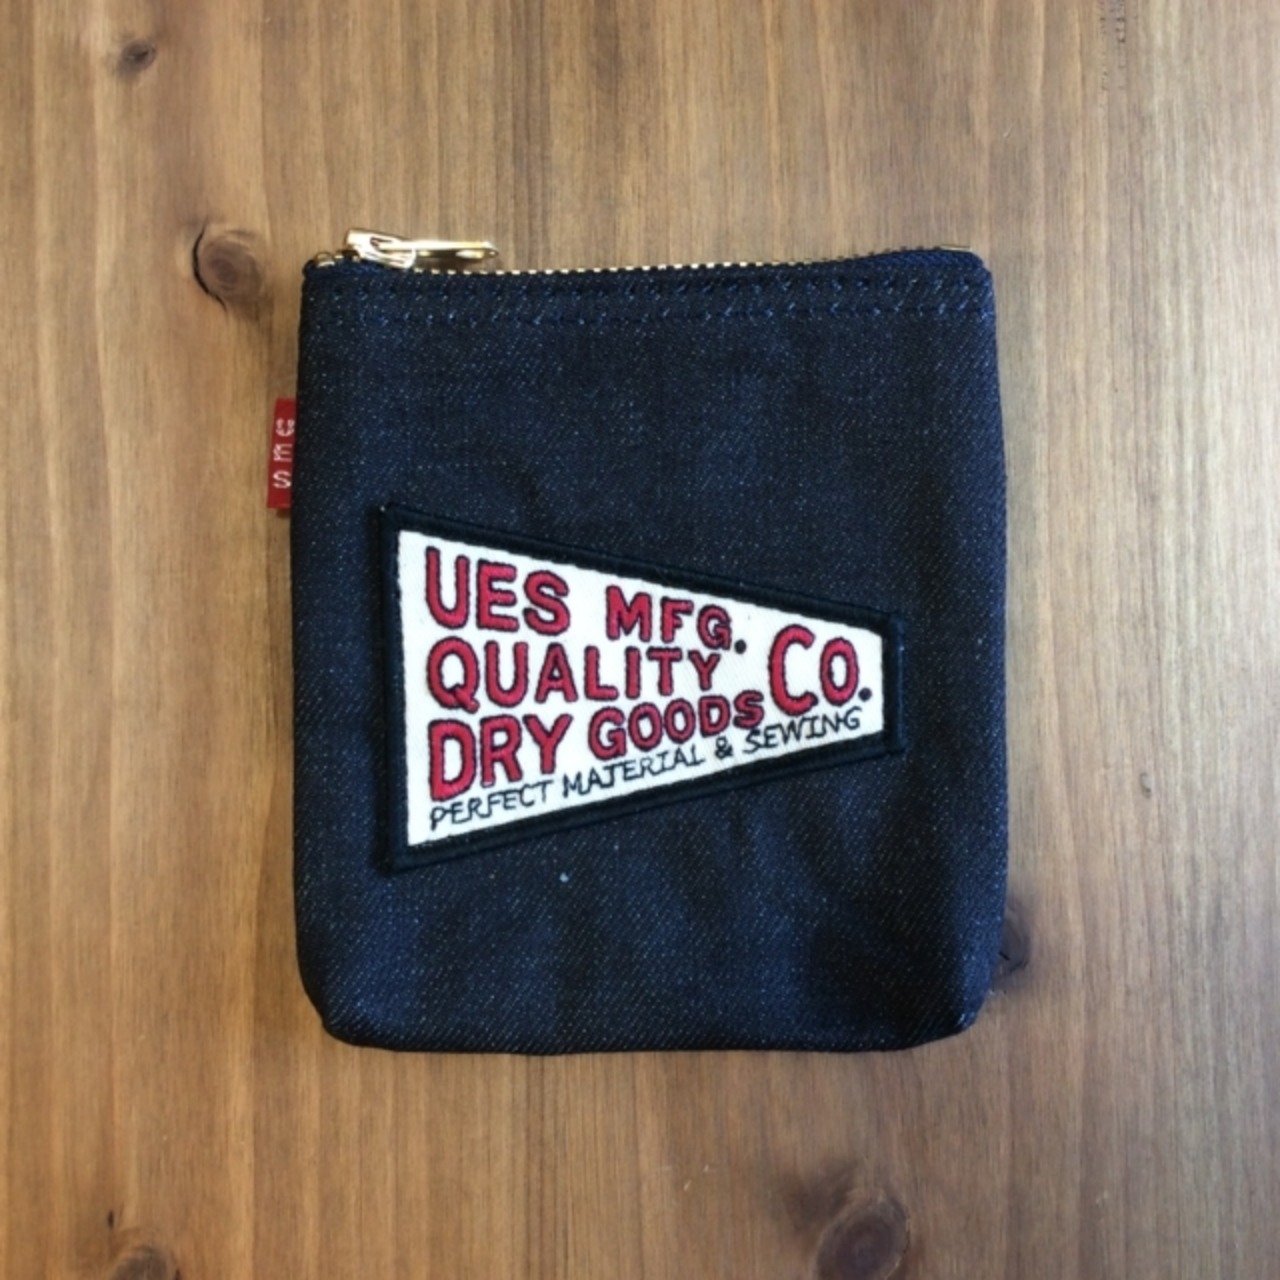 UES
UES MFG.
QUALITY CO.
DRY GOODS
PERFECT MATERIAL & SEWING